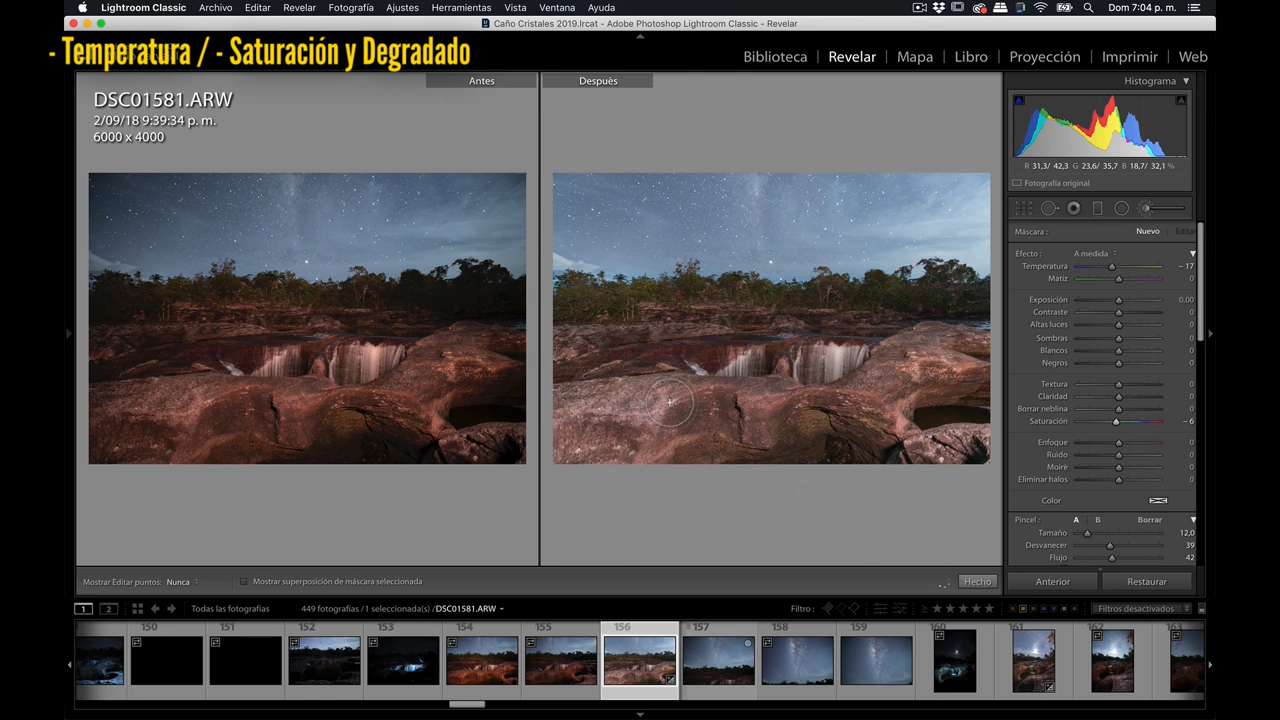 Lightroom Classic Archivo Editar Revelar Fotografía Ajustes Herramientas Vista Ventana Ayuda Dom 7:04 p. m.
Caño Cristales 2019.lrcat - Adobe Photoshop Lightroom Classic - Revelar
- Temperatura / - Saturación y Degradado
Biblioteca | Revelar | Mapa | Libro | Proyección | Imprimir | Web
Antes Después Histograma
DSC01581.ARW
2/09/18 9:39:34 p. m.
6000 x 4000
R 31,3/ 42,3 G 23,6/ 35,7 B 18,7/ 32,1 %
Fotografía original
Máscara : Nuevo Editar
Efecto : A medida
Temperatura - 17
Matiz 0
Exposición 0,00
Contraste 0
Altas luces 0
Sombras 0
Blancos 0
Negros 0
Textura 0
Claridad 0
Borrar neblina 0
Saturación - 6
Enfoque 0
Ruido 0
Moiré 0
Eliminar halos 0
Color
Pincel : A B Borrar
Tamaño 12,0
Desvanecer 39
Flujo 42
Mostrar Editar puntos: Nunca Mostrar superposición de máscara seleccionada Hecho Anterior Restaurar
1 2 Todas las fotografías 449 fotografías / 1 seleccionada(s) / DSC01581.ARW Filtro : Filtros desactivados
150 151 152 153 154 155 156 157 158 159 160 161 162 163